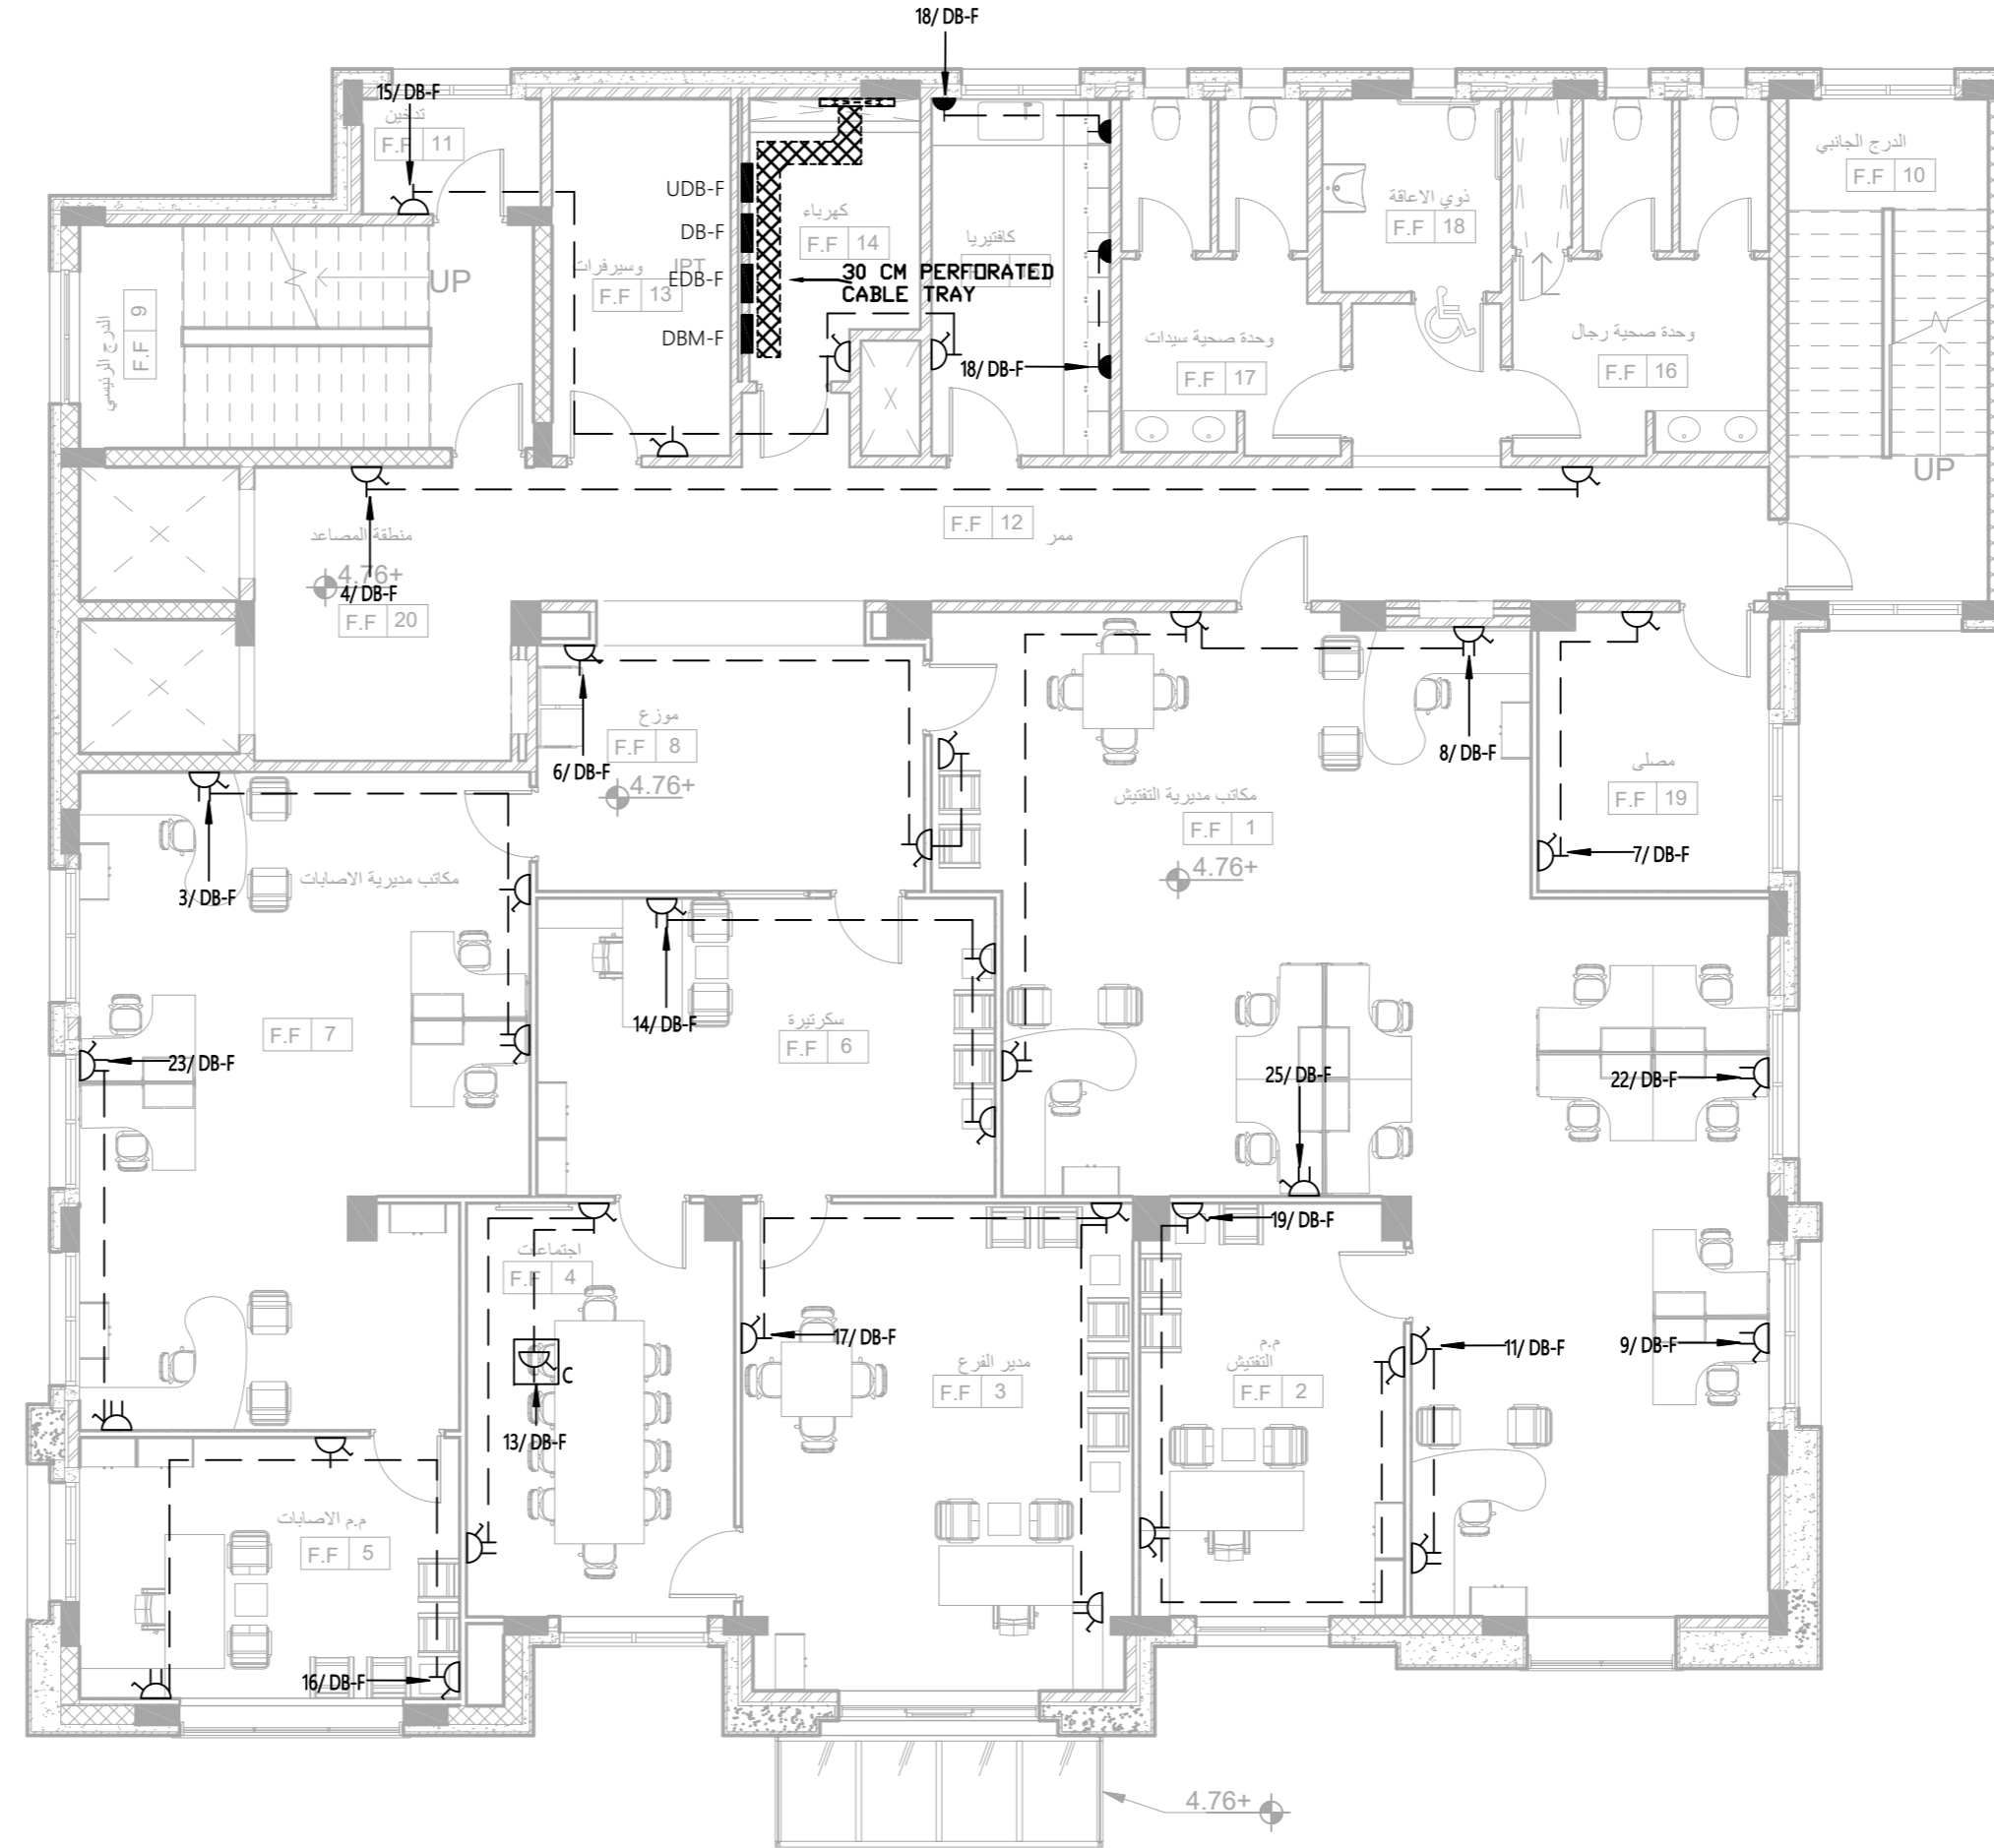 18/ DB-F
15/ DB-F
تدخين
F.F 11
الدرج الجانبي
F.F 10
UDB-F
كهرباء
F.F 14
ذوي الاعاقة
F.F 18
DB-F
كافتيريا
IPT وسيرفرات
F.F 13
EDB-F
30 CM PERFORATED
CABLE TRAY
UP
الدرج الرئيسي
F.F 9
DBM-F
18/ DB-F
وحدة صحية سيدات
F.F 17
وحدة صحية رجال
F.F 16
UP
منطقة المصاعد
F.F 12
ممر
4.76+
4/ DB-F
F.F 20
موزع
F.F 8
6/ DB-F
4.76+
8/ DB-F
مصلى
F.F 19
مكاتب مديرية التفتيش
F.F 1
4.76+
7/ DB-F
3/ DB-F
مكاتب مديرية الاصابات
F.F 7
14/ DB-F
سكرتيرة
F.F 6
23/ DB-F
25/ DB-F
22/ DB-F
19/ DB-F
اجتماعات
F.F 4
17/ DB-F
11/ DB-F
9/ DB-F
مدير الفرع
F.F 3
م.م
التفتيش
F.F 2
C
13/ DB-F
م.م الاصابات
F.F 5
16/ DB-F
4.76+